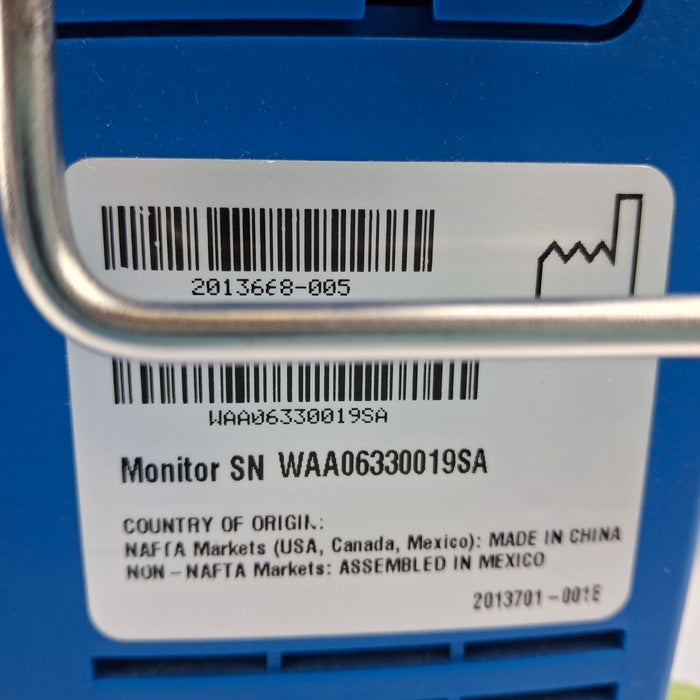 2013668-005
WAA06330019SA
Monitor SN WAA06330019SA
COUNTRY OF ORIGIN:
NAFTA Markets (USA, Canada, Mexico): MADE IN CHINA
NON-NAFTA Markets: ASSEMBLED IN MEXICO
2013701-001E